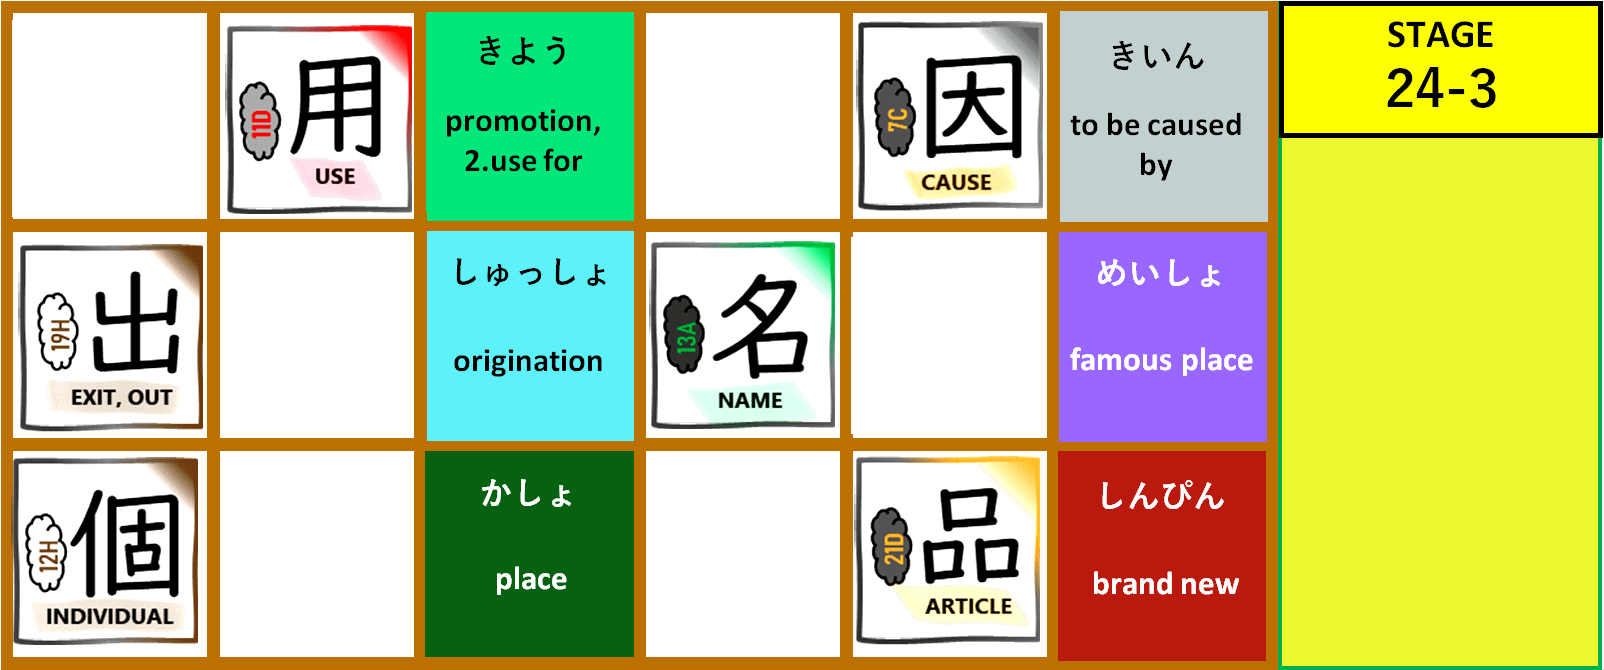 11D
用
USE
きよう
promotion,
2.use for
7C
因
CAUSE
きいん
to be caused
by
STAGE
24-3
19H
出
EXIT, OUT
しゅっしょ
origination
13A
名
NAME
めいしょ
famous place
12H
個
INDIVIDUAL
かしょ
place
21D
品
ARTICLE
しんぴん
brand new